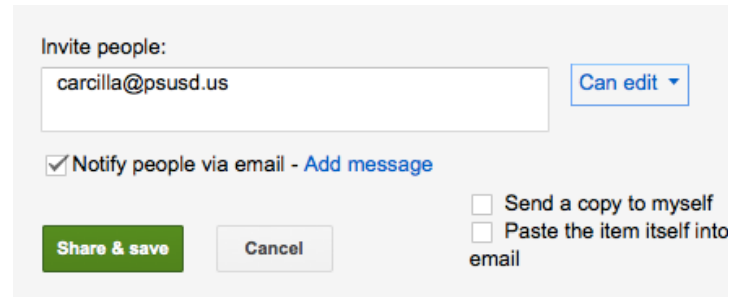 Invite people:
carcilla@psusd.us
Can edit
Notify people via email - Add message
Send a copy to myself
Paste the item itself into
email
Share & save
Cancel